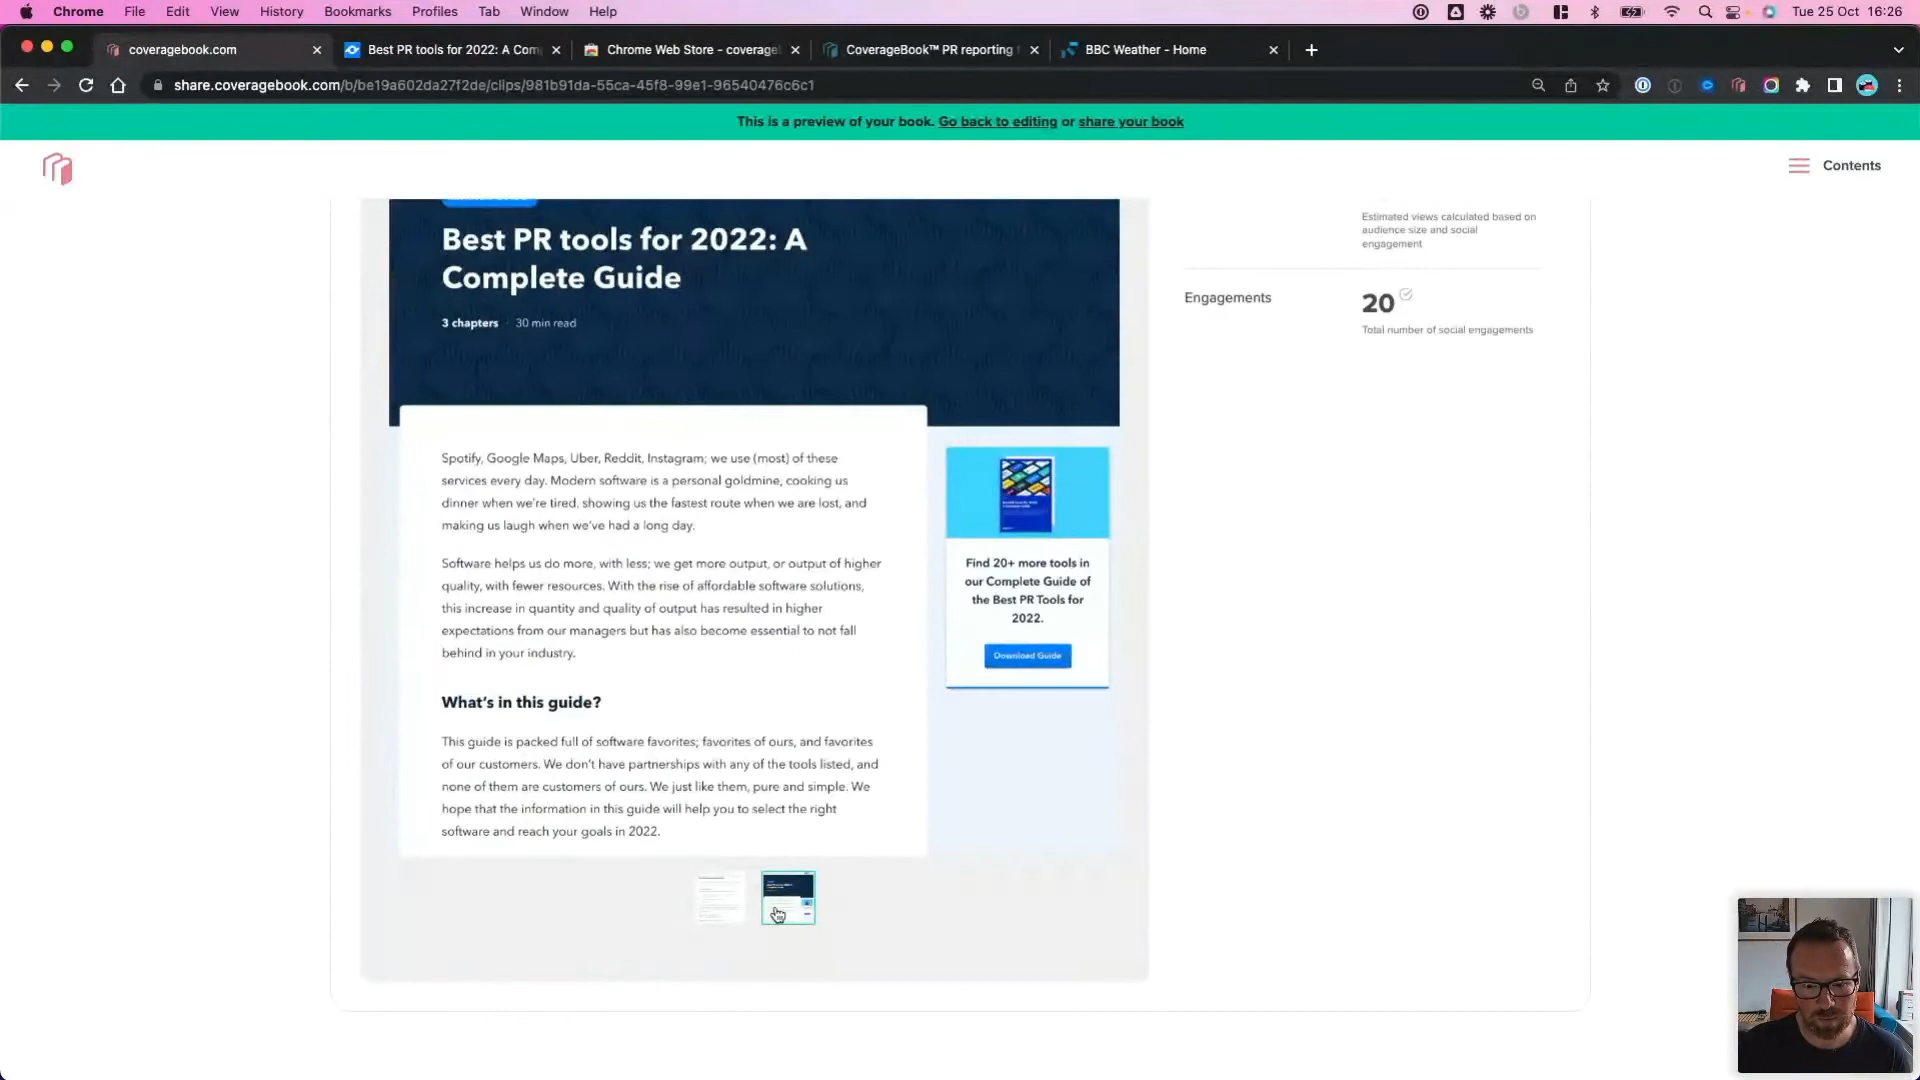 Chrome File Edit View History Bookmarks Profiles Tab Window Help Tue 25 Oct 16:26
coveragebook.com Best PR tools for 2022: A Com Chrome Web Store - coverage CoverageBook™ PR reporting BBC Weather - Home
share.coveragebook.com/b/be19a602da27f2de/clips/981b91da-55ca-45f8-99e1-96540476c6c1
This is a preview of your book. Go back to editing or share your book
Contents
Best PR tools for 2022: A
Complete Guide
3 chapters · 30 min read
Estimated views calculated based on
audience size and social
engagement
Engagements 20
Total number of social engagements
Spotify, Google Maps, Uber, Reddit, Instagram; we use (most) of these
services every day. Modern software is a personal goldmine, cooking us
dinner when we're tired, showing us the fastest route when we are lost, and
making us laugh when we've had a long day.
Software helps us do more, with less; we get more output, or output of higher
quality, with fewer resources. With the rise of affordable software solutions,
this increase in quantity and quality of output has resulted in higher
expectations from our managers but has also become essential to not fall
behind in your industry.
What's in this guide?
This guide is packed full of software favorites; favorites of ours, and favorites
of our customers. We don't have partnerships with any of the tools listed, and
none of them are customers of ours. We just like them, pure and simple. We
hope that the information in this guide will help you to select the right
software and reach your goals in 2022.
Find 20+ more tools in
our Complete Guide of
the Best PR Tools for
2022.
Download Guide